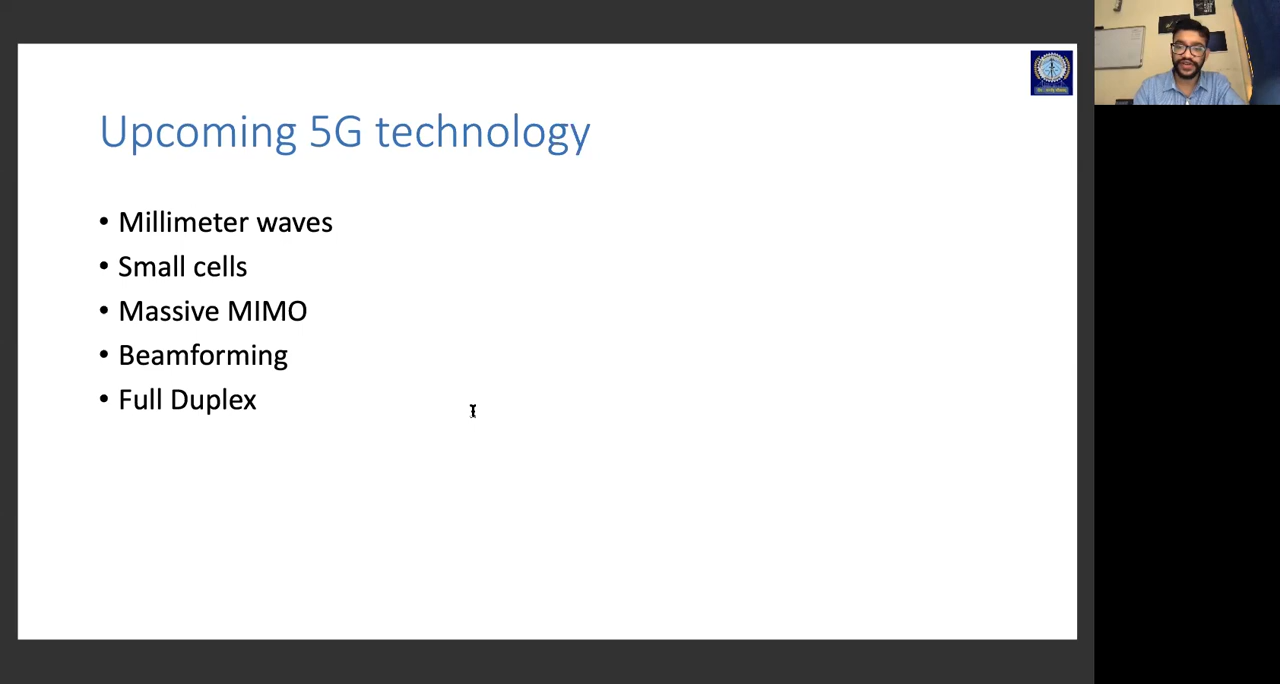 Upcoming 5G technology
• Millimeter waves
• Small cells
• Massive MIMO
• Beamforming
• Full Duplex